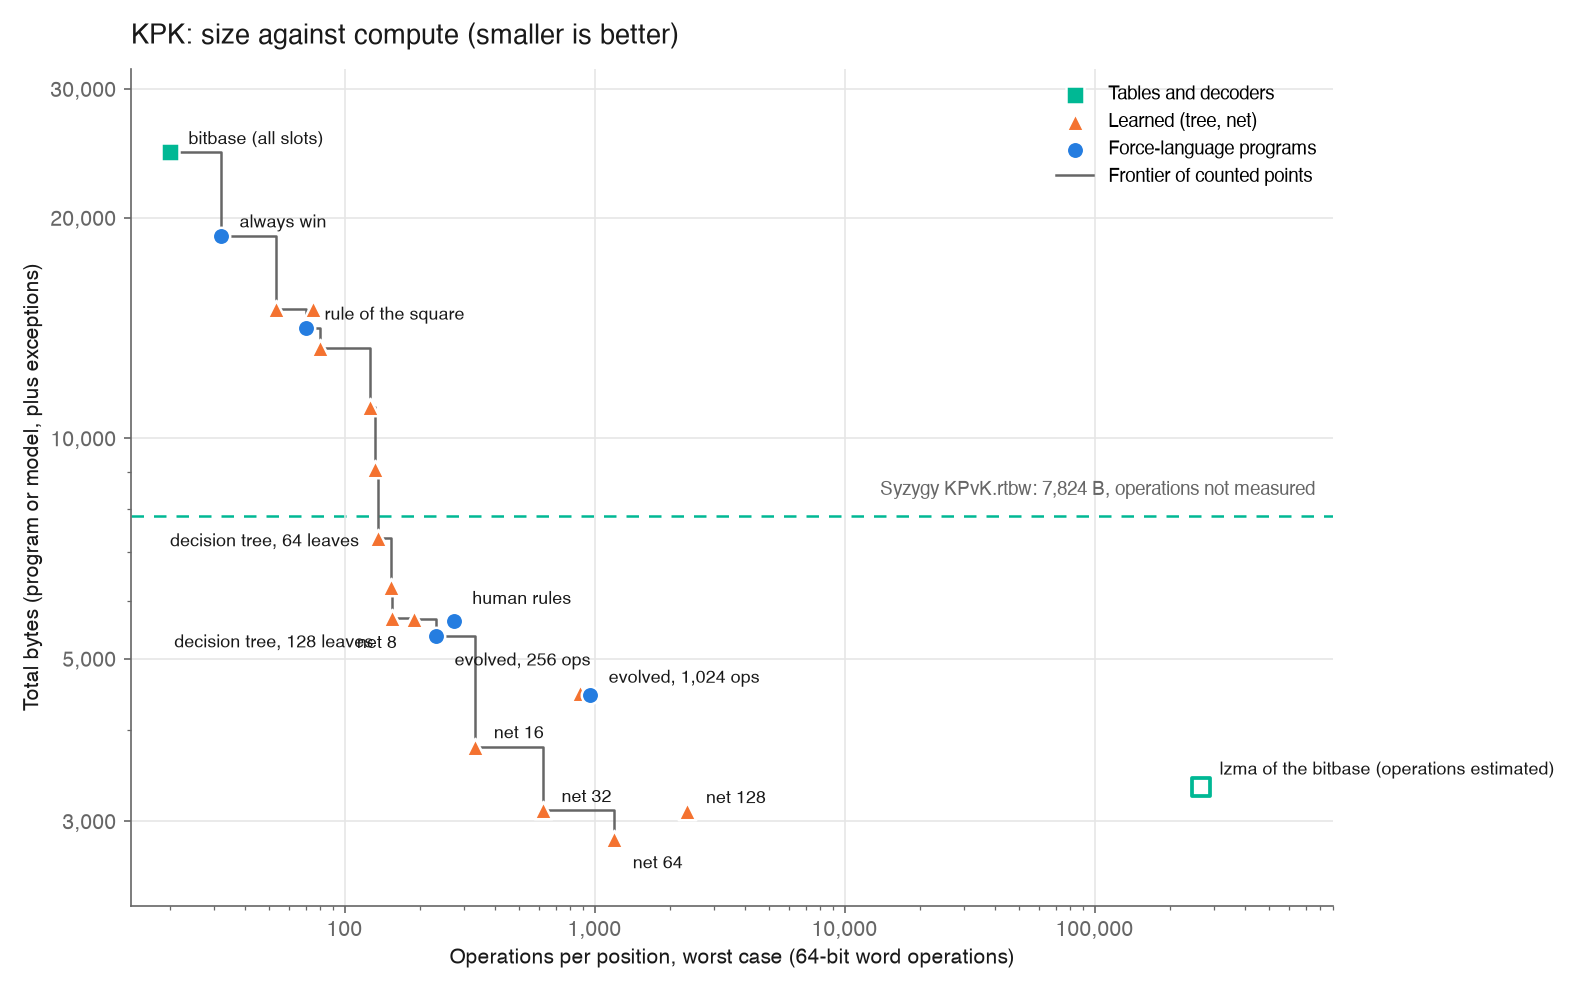 KPK: size against compute (smaller is better)
30,000
20,000
10,000
5,000
3,000
Total bytes (program or model, plus exceptions)
Tables and decoders
Learned (tree, net)
Force-language programs
Frontier of counted points
bitbase (all slots)
always win
rule of the square
Syzygy KPvK.rtbw: 7,824 B, operations not measured
decision tree, 64 leaves
human rules
decision tree, 128 leaves
net 8
evolved, 256 ops
evolved, 1,024 ops
net 16
lzma of the bitbase (operations estimated)
net 32
net 128
net 64
100
1,000
10,000
100,000
Operations per position, worst case (64-bit word operations)